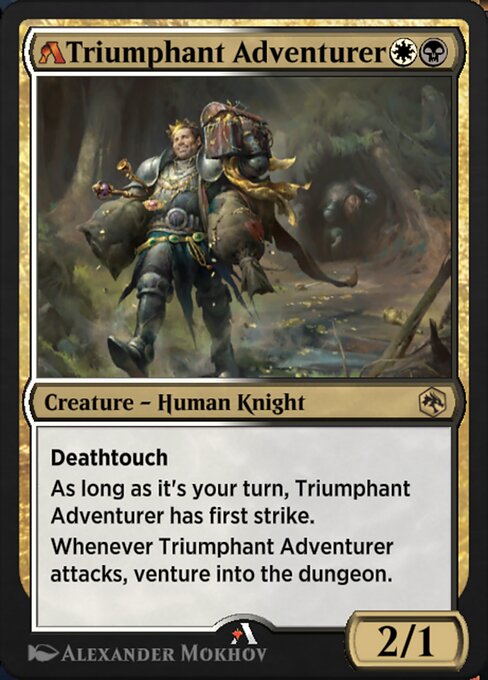 Triumphant Adventurer
Creature – Human Knight
Deathtouch
As long as it's your turn, Triumphant
Adventurer has first strike.
Whenever Triumphant Adventurer
attacks, venture into the dungeon.
2/1
Alexander Mokhov